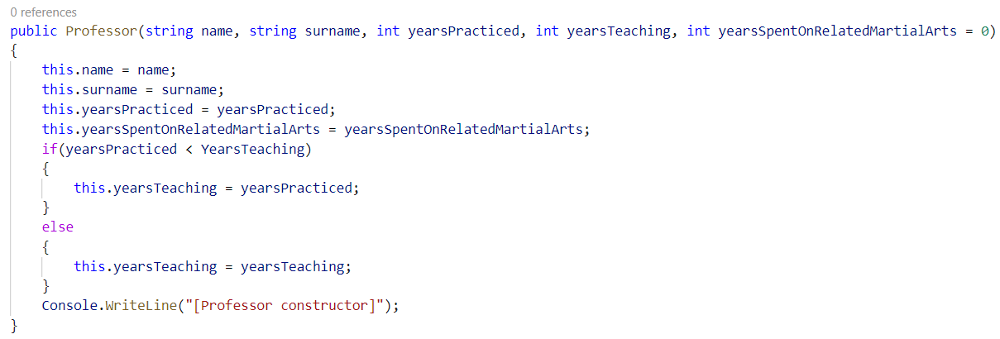 0 references
public Professor(string name, string surname, int yearsPracticed, int yearsTeaching, int yearsSpentOnRelatedMartialArts = 0)
{
    this.name = name;
    this.surname = surname;
    this.yearsPracticed = yearsPracticed;
    this.yearsSpentOnRelatedMartialArts = yearsSpentOnRelatedMartialArts;
    if(yearsPracticed < YearsTeaching)
    {
        this.yearsTeaching = yearsPracticed;
    }
    else
    {
        this.yearsTeaching = yearsTeaching;
    }
    Console.WriteLine("[Professor constructor]");
}